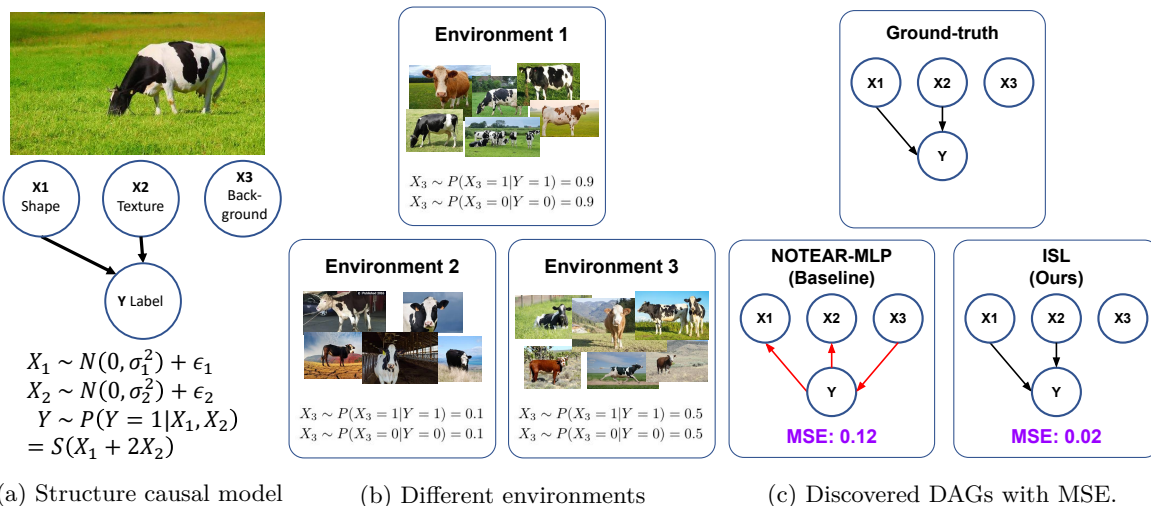 X1
Shape
X2
Texture
X3
Back-
ground
Y Label
X₁ ~ N(0, σ₁²) + ϵ₁
X₂ ~ N(0, σ₂²) + ϵ₂
Y ~ P(Y = 1|X₁, X₂)
= S(X₁ + 2X₂)
(a) Structure causal model
Environment 1
X₃ ~ P(X₃ = 1|Y = 1) = 0.9
X₃ ~ P(X₃ = 0|Y = 0) = 0.9
Environment 2
X₃ ~ P(X₃ = 1|Y = 1) = 0.1
X₃ ~ P(X₃ = 0|Y = 0) = 0.1
Environment 3
X₃ ~ P(X₃ = 1|Y = 1) = 0.5
X₃ ~ P(X₃ = 0|Y = 0) = 0.5
(b) Different environments
Ground-truth
X1
X2
X3
Y
NOTEAR-MLP
(Baseline)
X1
X2
X3
Y
MSE: 0.12
ISL
(Ours)
X1
X2
X3
Y
MSE: 0.02
(c) Discovered DAGs with MSE.